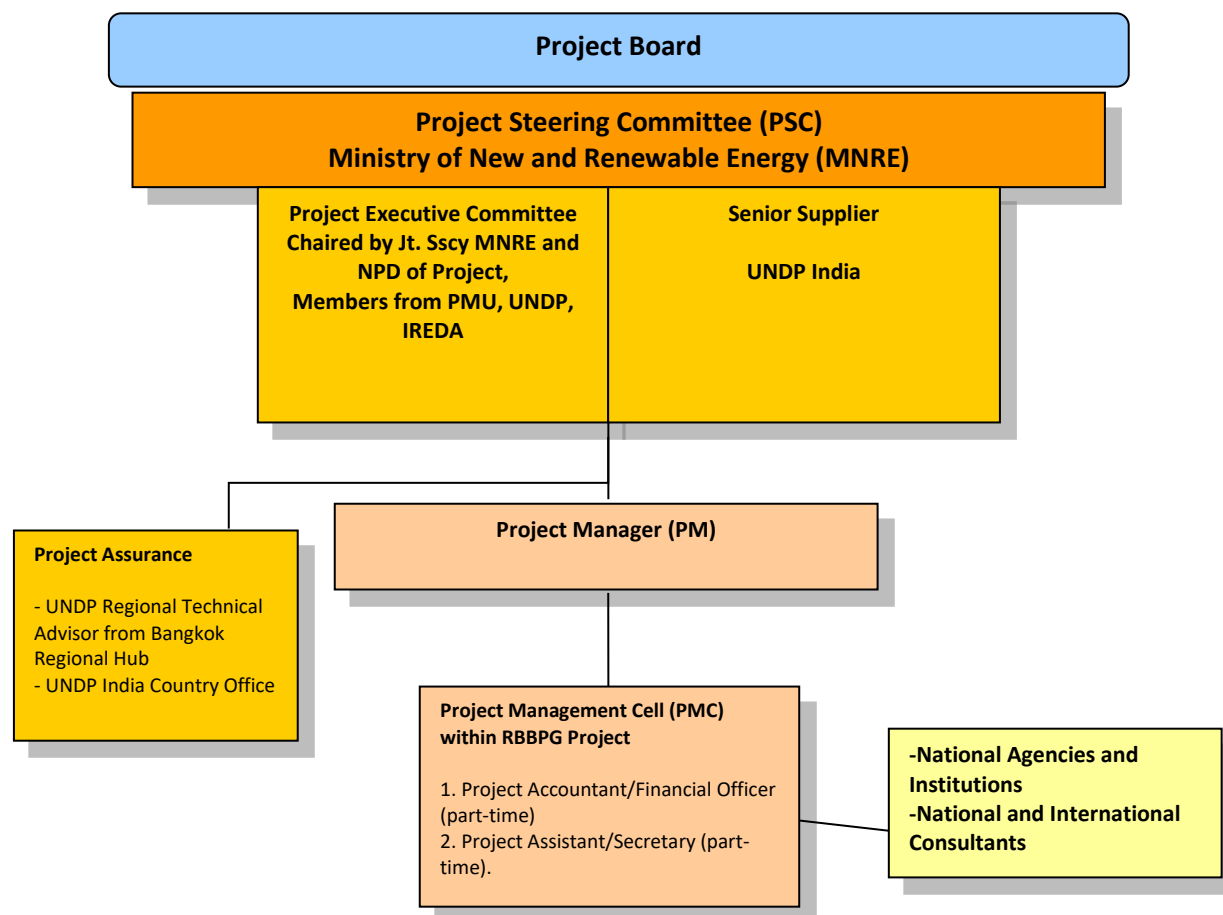 Project Board
Project Steering Committee (PSC)
Ministry of New and Renewable Energy (MNRE)
Project Executive Committee
Chaired by Jt. Sscy MNRE and
NPD of Project,
Members from PMU, UNDP,
IREDA
Senior Supplier
UNDP India
Project Manager (PM)
Project Assurance
- UNDP Regional Technical
Advisor from Bangkok
Regional Hub
- UNDP India Country Office
Project Management Cell (PMC)
within RBBPG Project
1. Project Accountant/Financial Officer
(part-time)
2. Project Assistant/Secretary (part-
time).
-National Agencies and
Institutions
-National and International
Consultants